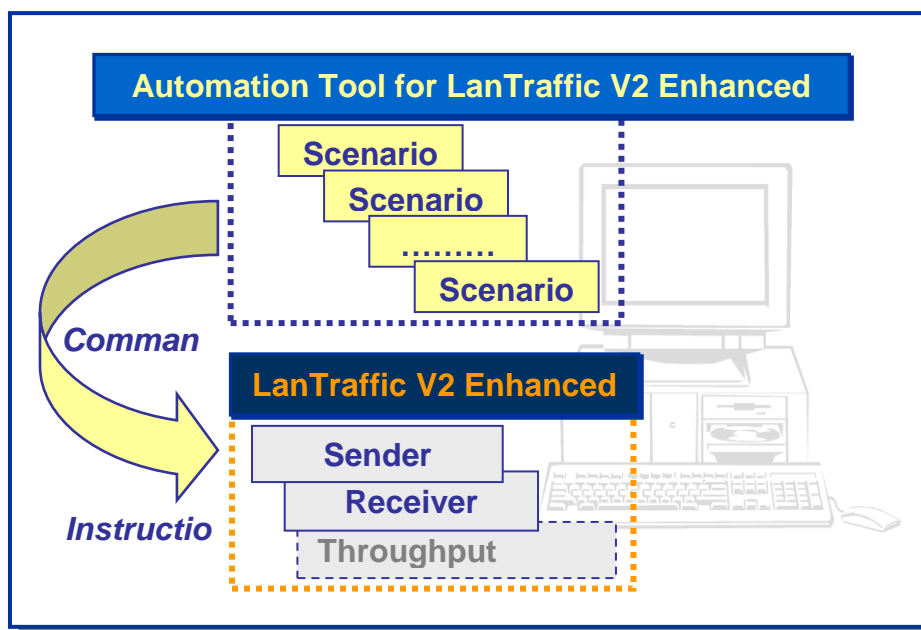 Automation Tool for LanTraffic V2 Enhanced
Scenario
Scenario
.........
Scenario
Comman
LanTraffic V2 Enhanced
Sender
Receiver
Instructio
Throughput